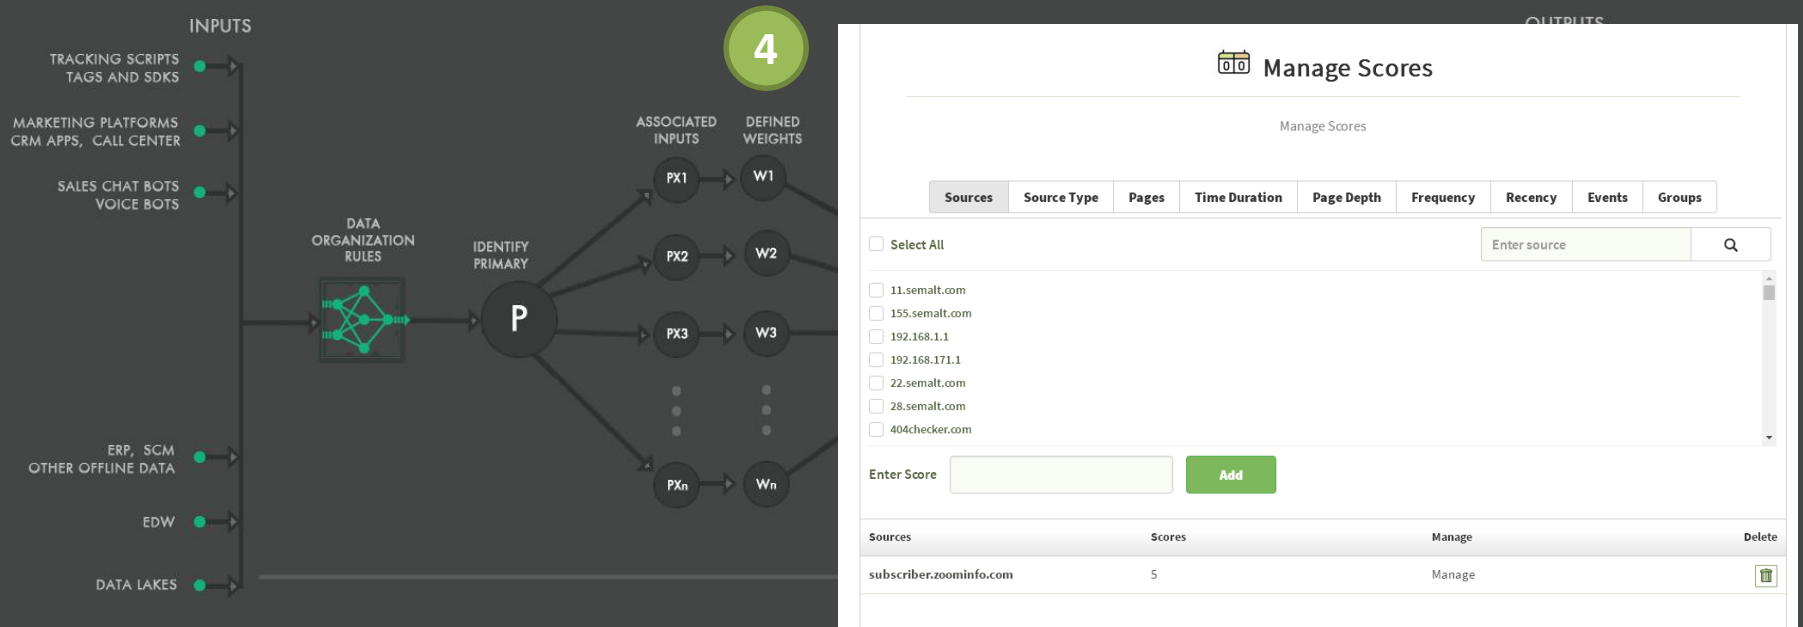 INPUTS
TRACKING SCRIPTS
TAGS AND SDKS
MARKETING PLATFORMS
CRM APPS, CALL CENTER
SALES CHAT BOTS
VOICE BOTS
ERP, SCM
OTHER OFFLINE DATA
EDW
DATA LAKES
DATA
ORGANIZATION
RULES
IDENTIFY
PRIMARY
P
4
ASSOCIATED
INPUTS
DEFINED
WEIGHTS
PX1
W1
PX2
W2
PX3
W3
PXn
Wn
OUTPUTS
00 Manage Scores
Manage Scores
Sources Source Type Pages Time Duration Page Depth Frequency Recency Events Groups
Select All
Enter source
11.semalt.com
155.semalt.com
192.168.1.1
192.168.171.1
22.semalt.com
28.semalt.com
404checker.com
Enter Score
Add
Sources Scores Manage Delete
subscriber.zoominfo.com 5 Manage